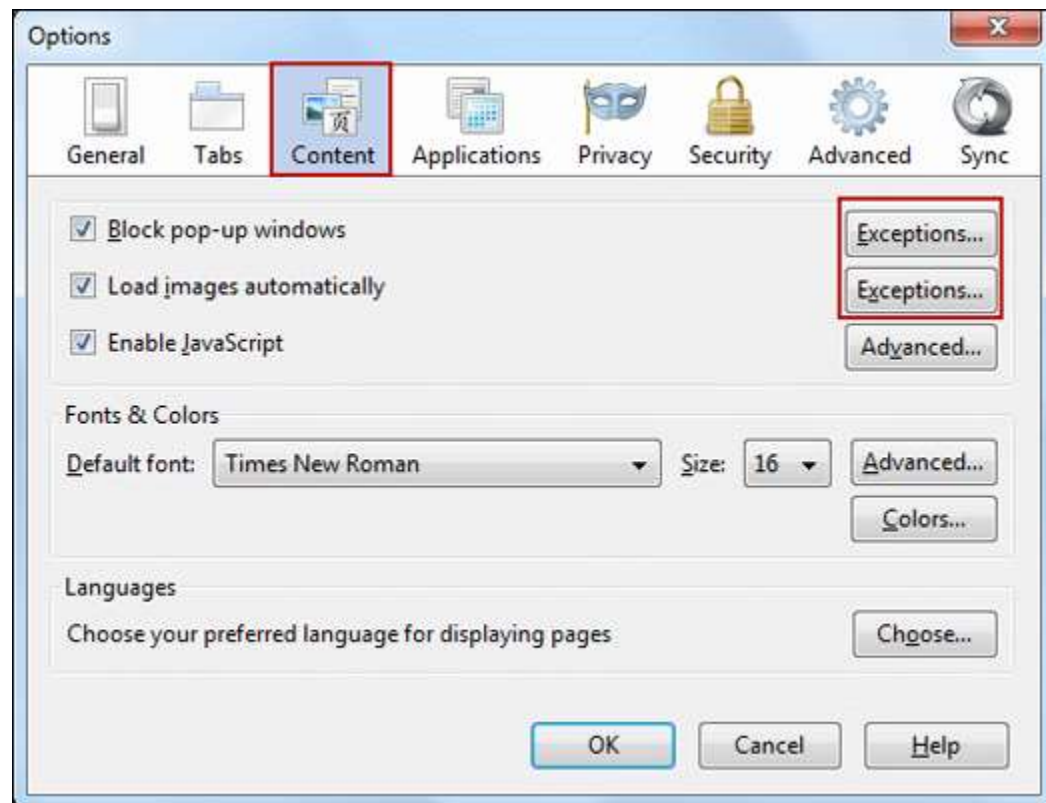 Options
General Tabs Content Applications Privacy Security Advanced Sync
页
Block pop-up windows Exceptions...
Load images automatically Exceptions...
Enable JavaScript Advanced...
Fonts & Colors
Default font: Times New Roman Size: 16 Advanced...
Colors...
Languages
Choose your preferred language for displaying pages Choose...
OK Cancel Help